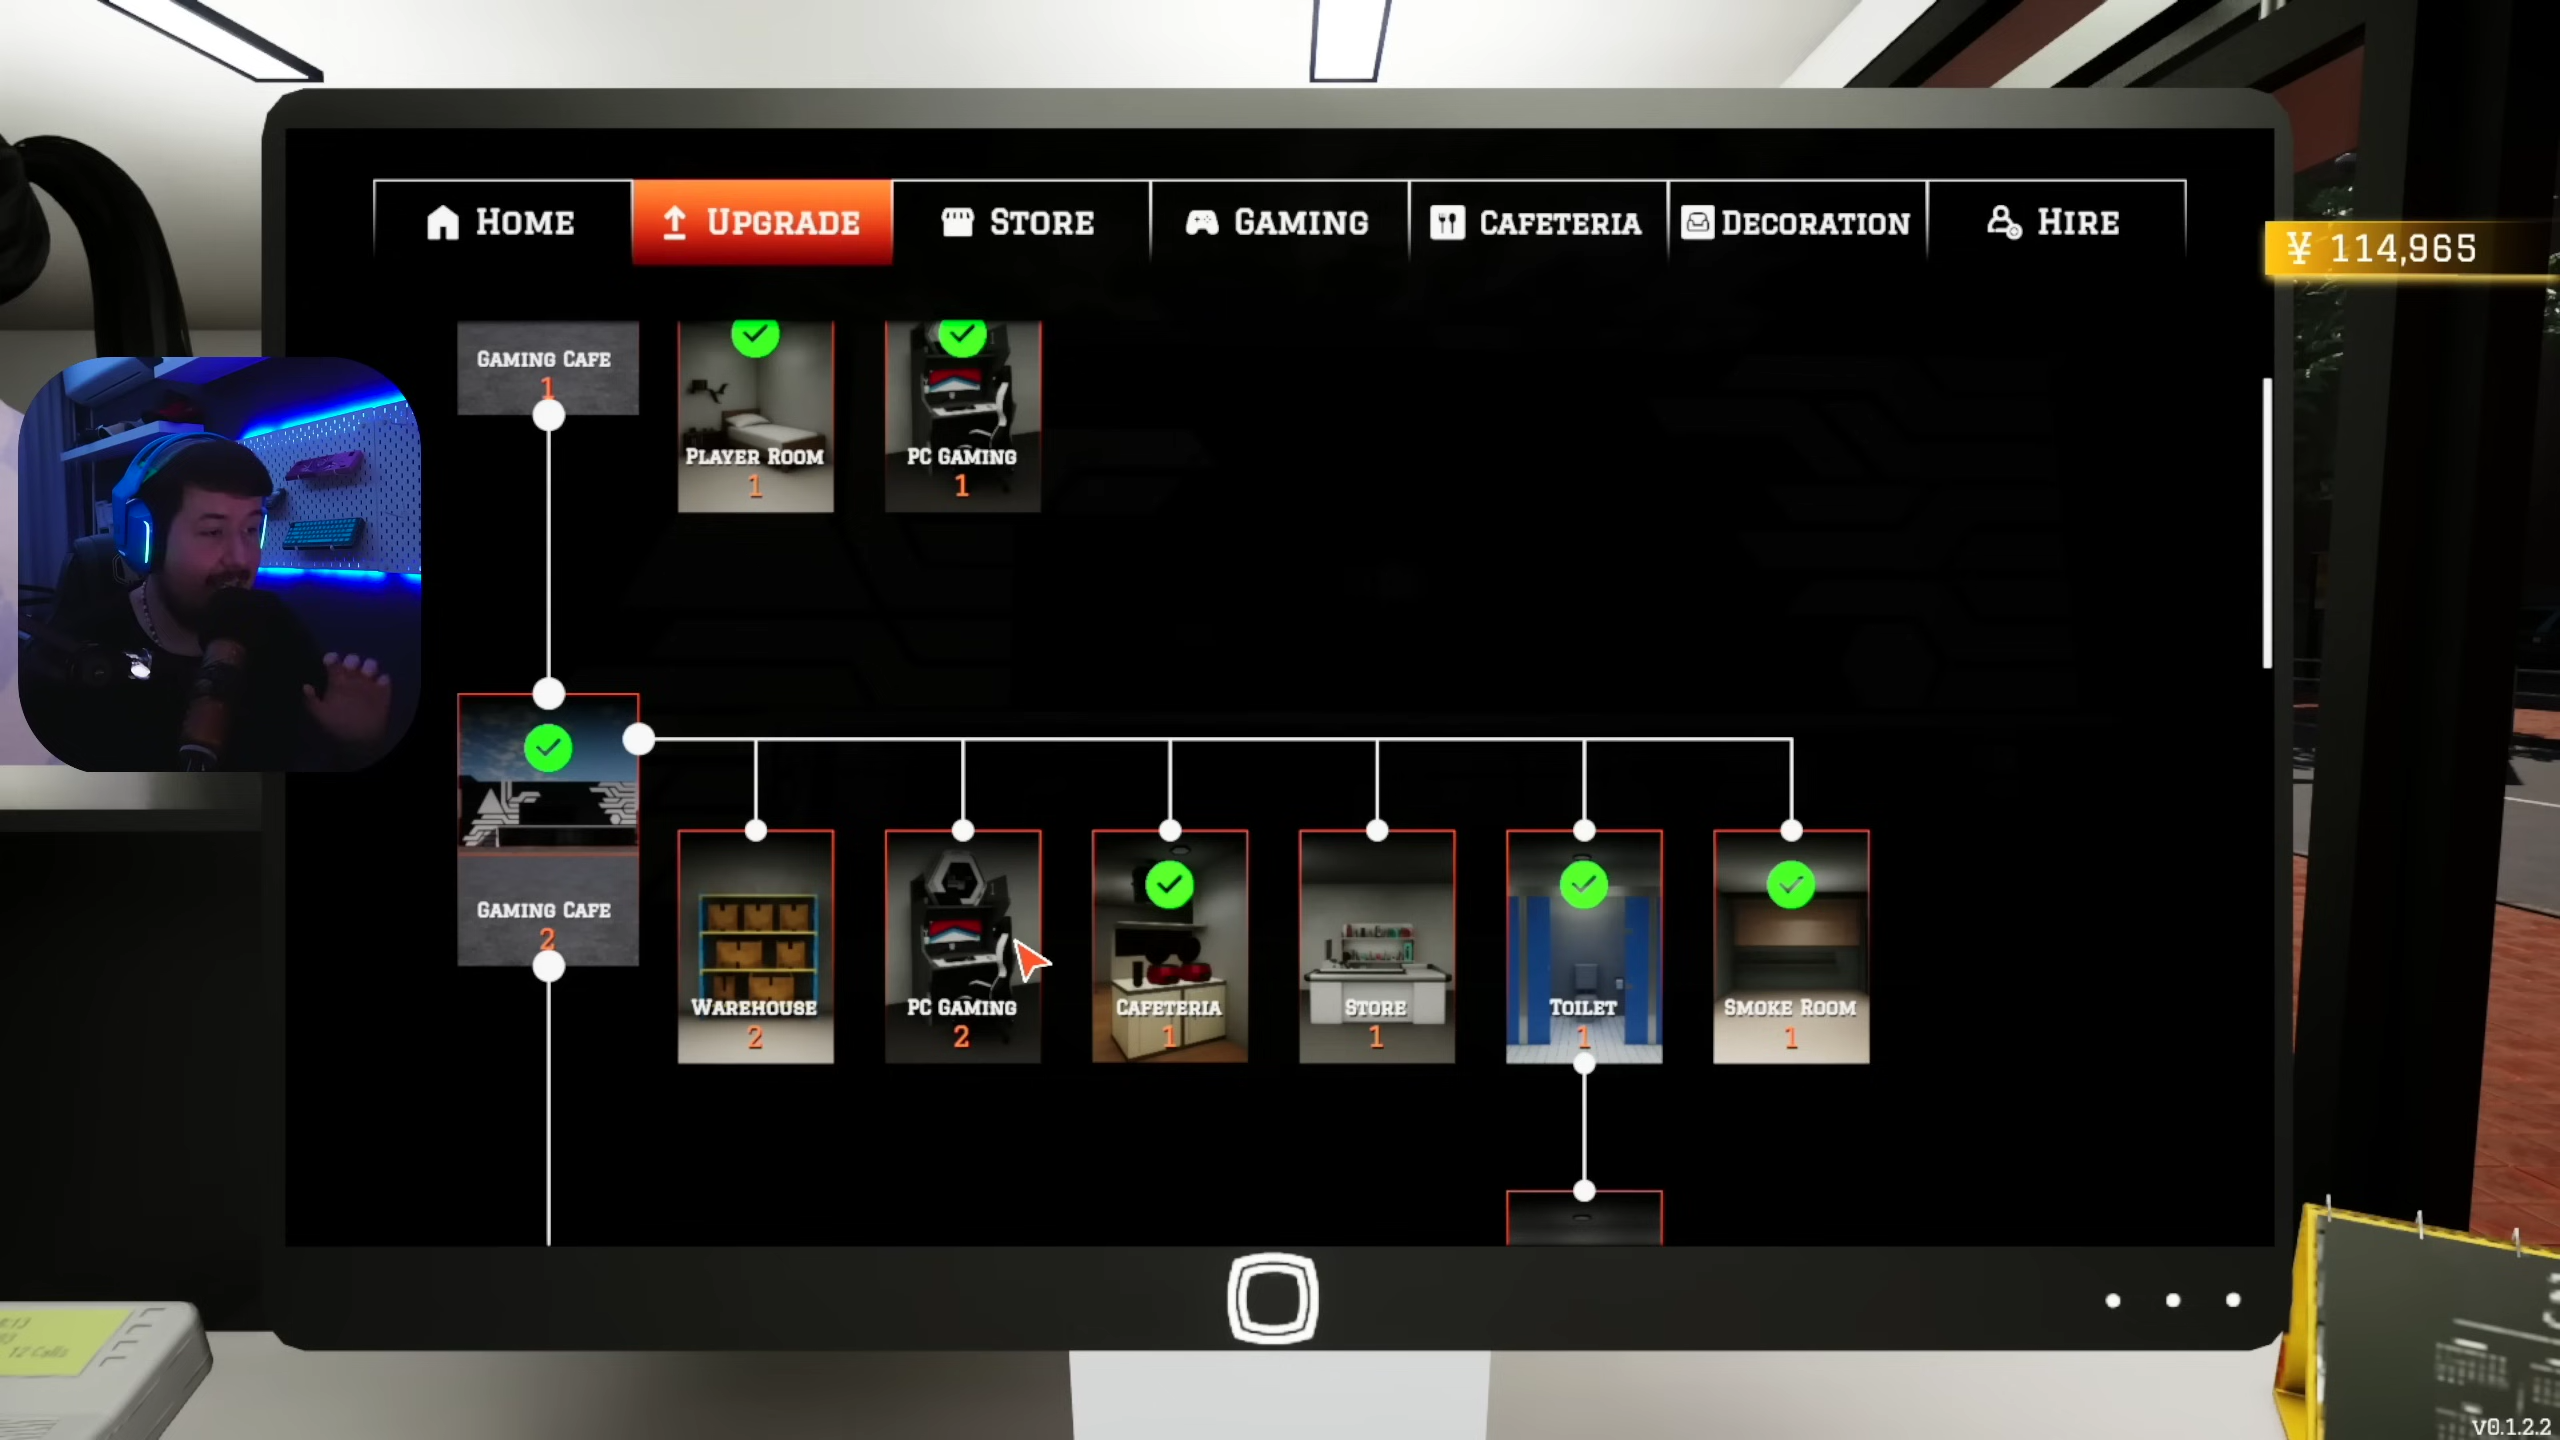 HOME
UPGRADE
STORE
GAMING
CAFETERIA
DECORATION
HIRE
¥ 114,965
GAMING CAFE
1
PLAYER ROOM
1
PC GAMING
1
GAMING CAFE
2
WAREHOUSE
2
PC GAMING
2
CAFETERIA
1
STORE
1
TOILET
1
SMOKE ROOM
1
12 Calls
V0.1.2.2